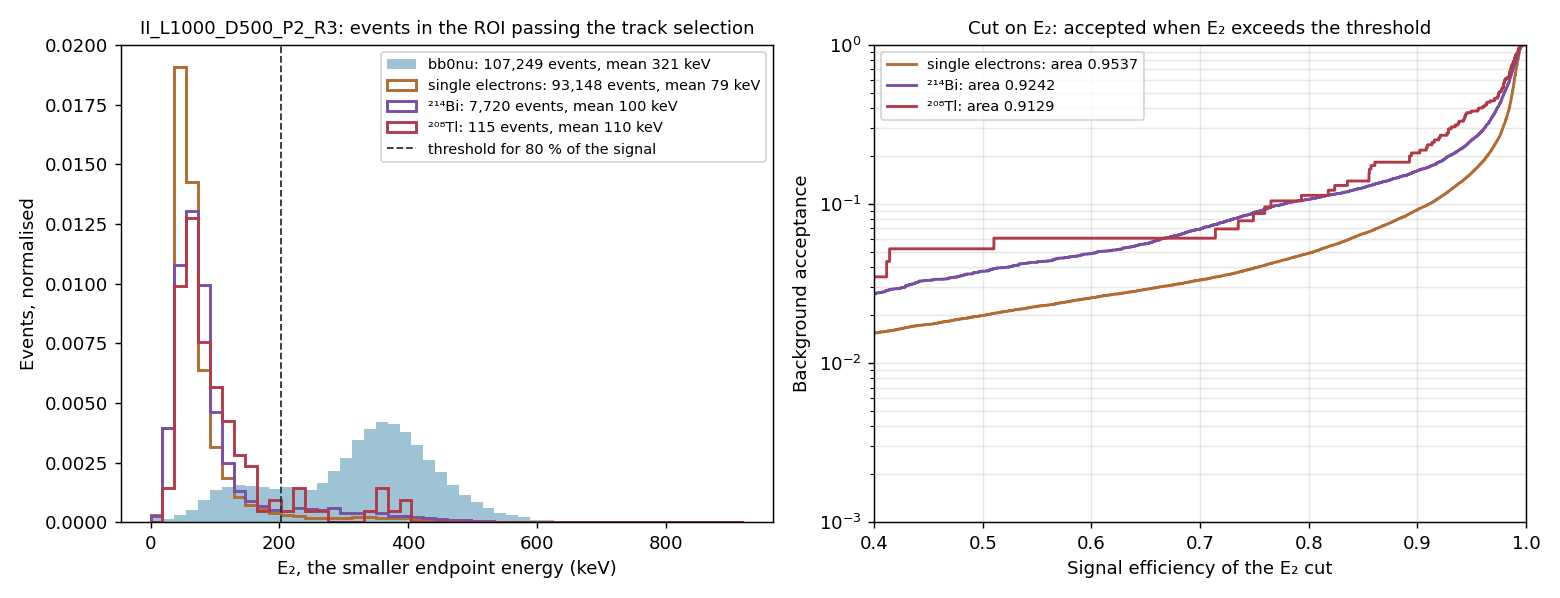 II_L1000_D500_P2_R3: events in the ROI passing the track selection
Events, normalised
0.0200
0.0175
0.0150
0.0125
0.0100
0.0075
0.0050
0.0025
0.0000
bb0nu: 107,249 events, mean 321 keV
single electrons: 93,148 events, mean 79 keV
²¹⁴Bi: 7,720 events, mean 100 keV
²⁰⁸Tl: 115 events, mean 110 keV
threshold for 80 % of the signal
0 200 400 600 800
E₂, the smaller endpoint energy (keV)
Cut on E₂: accepted when E₂ exceeds the threshold
Background acceptance
10⁰
10⁻¹
10⁻²
10⁻³
single electrons: area 0.9537
²¹⁴Bi: area 0.9242
²⁰⁸Tl: area 0.9129
0.4 0.5 0.6 0.7 0.8 0.9 1.0
Signal efficiency of the E₂ cut